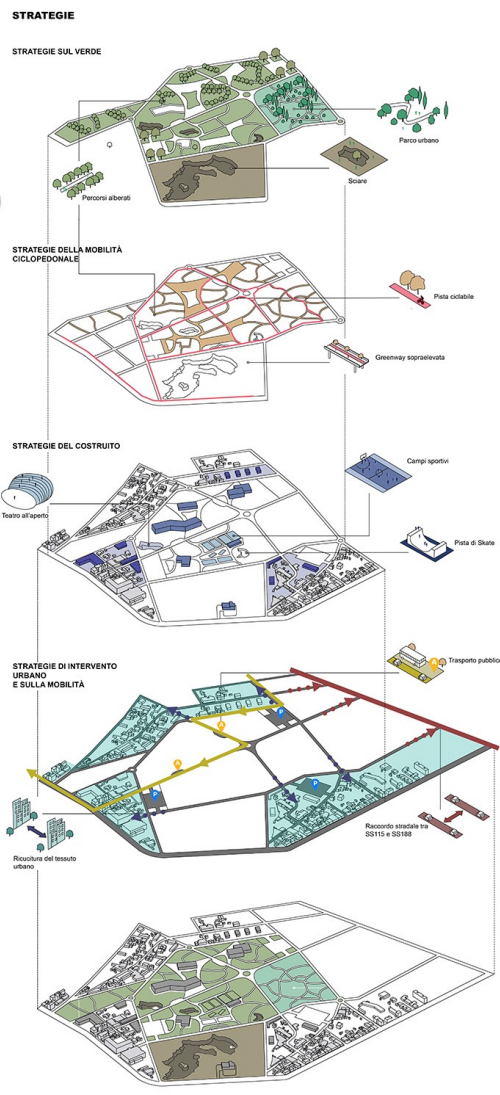 STRATEGIE
STRATEGIE SUL VERDE
Parco urbano
Sciare
Percorsi alberati
STRATEGIE DELLA MOBILITÀ
CICLOPEDONALE
Pista ciclabile
Greenway sopraelevata
STRATEGIE DEL COSTRUITO
Campi sportivi
Teatro all'aperto
Pista di Skate
STRATEGIE DI INTERVENTO
URBANO
E SULLA MOBILITÀ
Trasporto pubblico
A
P
A
P
P
A
Raccordo stradale tra
SS115 e SS188
Ricucitura del tessuto
urbano